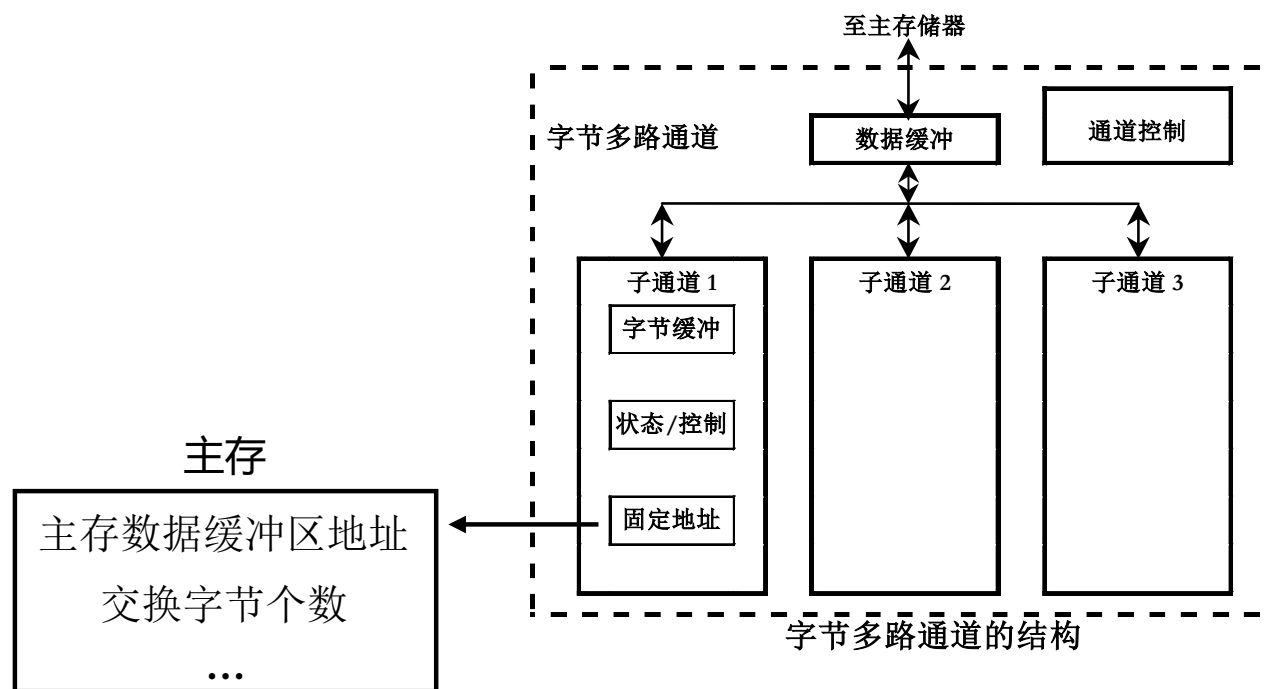 至主存储器
字节多路通道
数据缓冲
通道控制
子通道 1
子通道 2
子通道 3
字节缓冲
状态/控制
固定地址
主存
主存数据缓冲区地址
交换字节个数
…
字节多路通道的结构